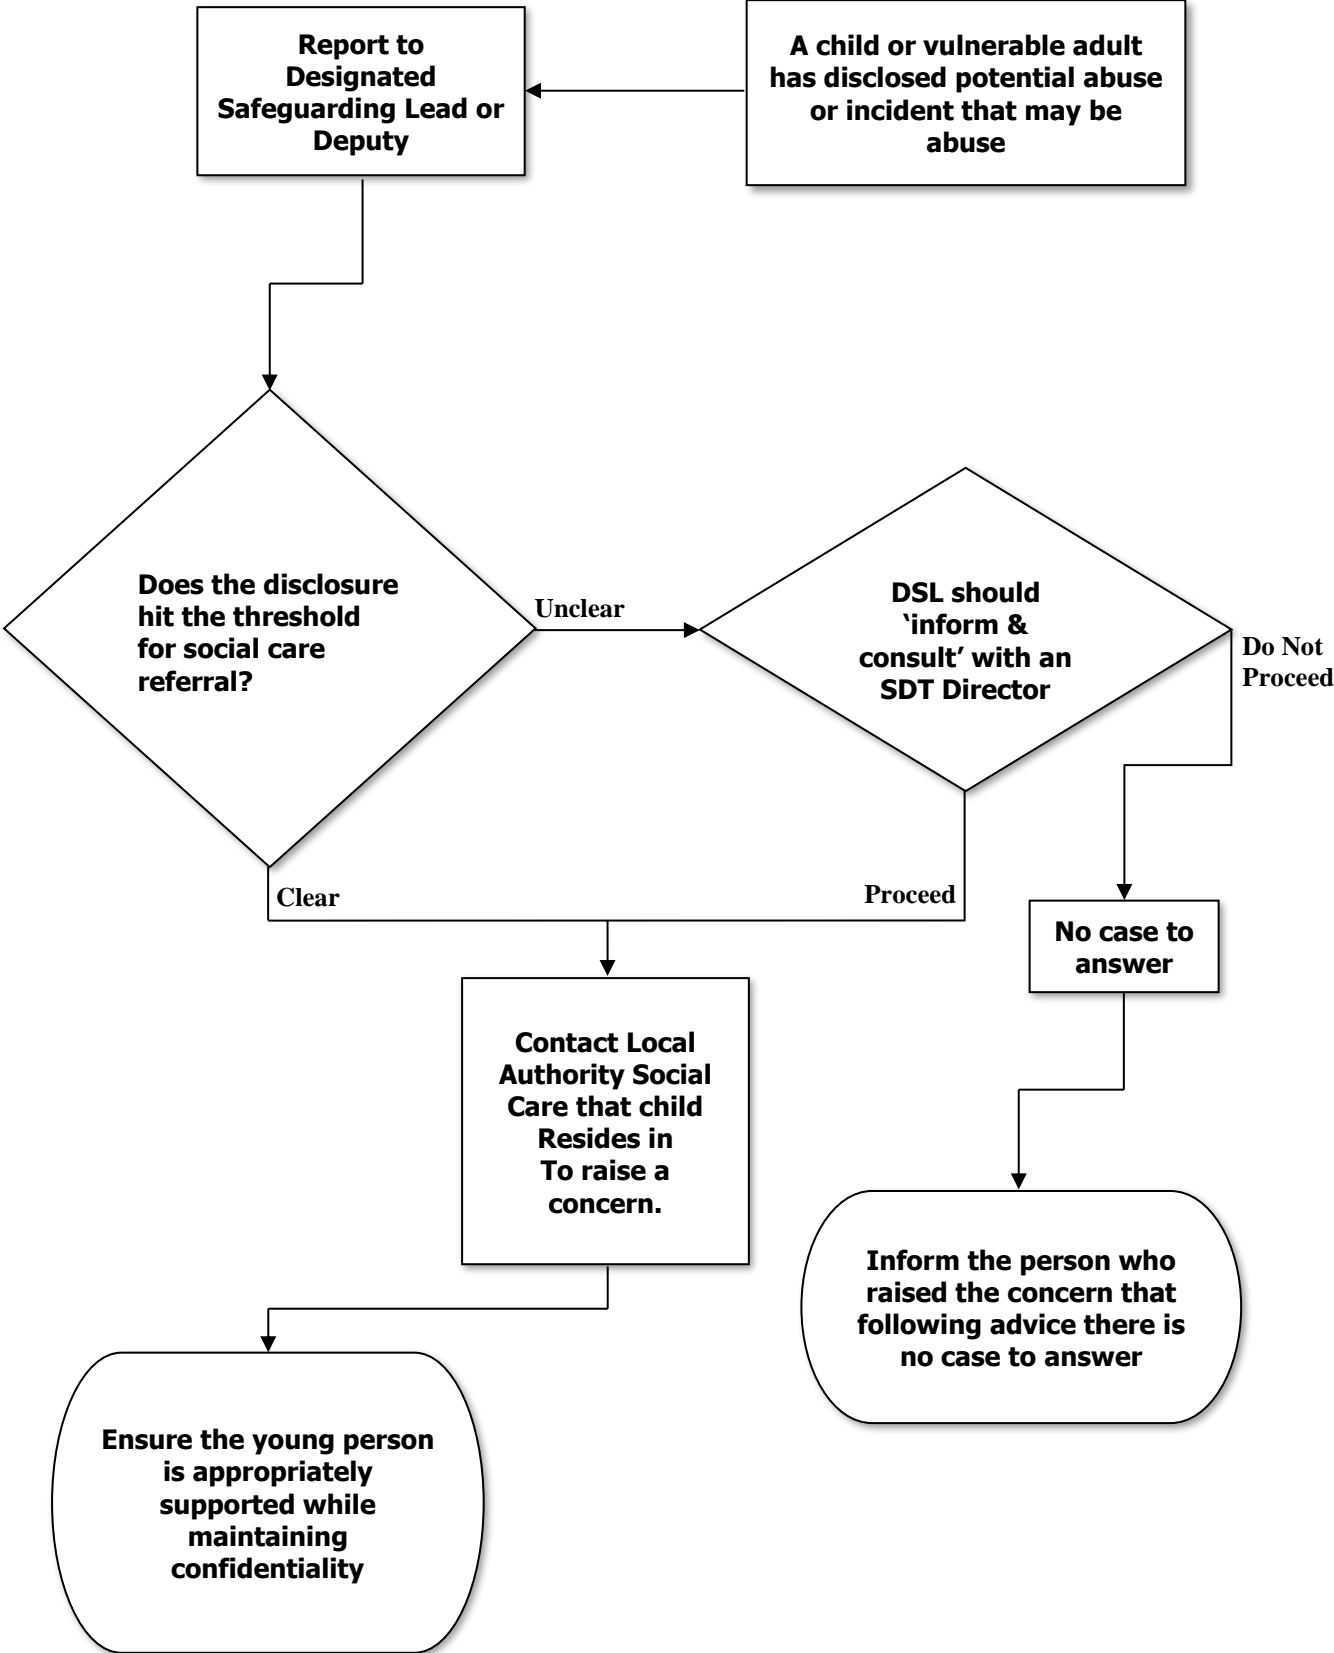 Report to
Designated
Safeguarding Lead or
Deputy
A child or vulnerable adult
has disclosed potential abuse
or incident that may be
abuse
Does the disclosure
hit the threshold
for social care
referral?
Unclear
DSL should
‘inform &
consult’ with an
SDT Director
Do Not
Proceed
Clear
Proceed
No case to
answer
Contact Local
Authority Social
Care that child
Resides in
To raise a
concern.
Inform the person who
raised the concern that
following advice there is
no case to answer
Ensure the young person
is appropriately
supported while
maintaining
confidentiality